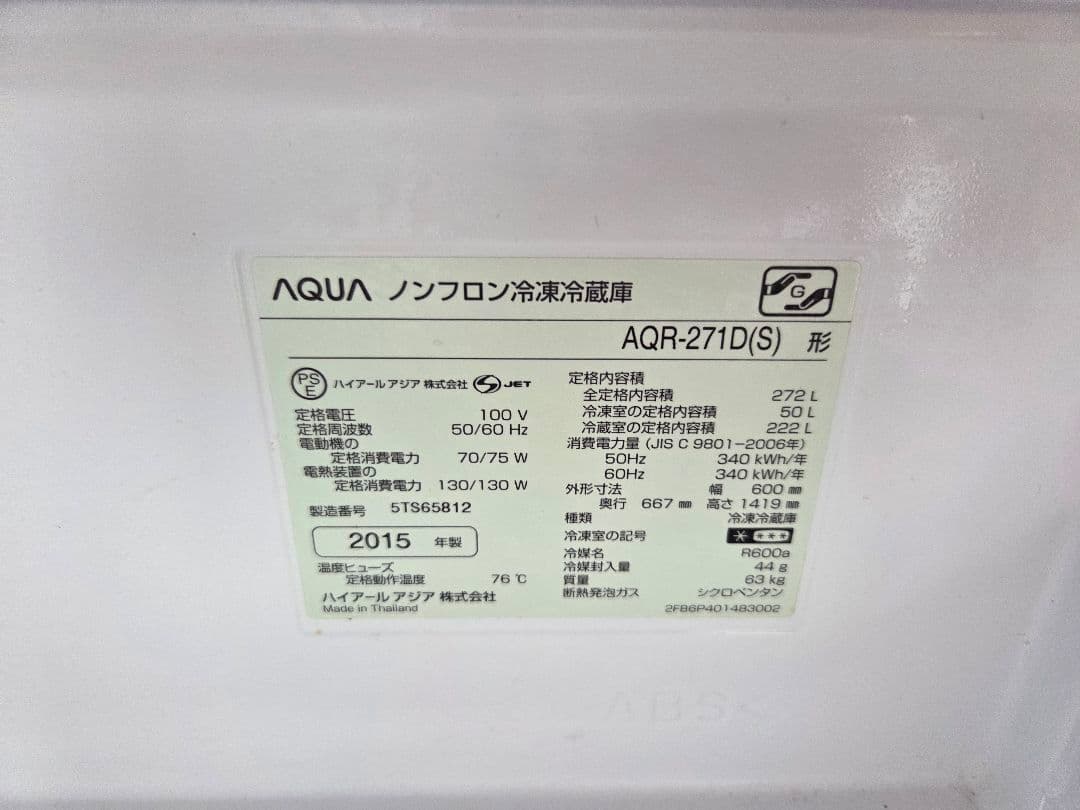 AQUA ノンフロン冷凍冷蔵庫
G
AQR-271D(S) 形
PS E ハイアール アジア 株式会社 S JET
定格電圧 100 V
定格周波数 50/60 Hz
電動機の
定格消費電力 70/75 W
電熱装置の
定格消費電力 130/130 W
製造番号 5TS65812
2015 年製
温度ヒューズ
定格動作温度 76 ℃
ハイアール アジア 株式会社
Made in Thailand
定格内容積
全定格内容積 272 L
冷凍室の定格内容積 50 L
冷蔵室の定格内容積 222 L
消費電力量 (JIS C 9801-2006年)
50Hz 340 kWh/年
60Hz 340 kWh/年
外形寸法 幅 600 ㎜
奥行 667 ㎜ 高さ 1419 ㎜
種類 冷凍冷蔵庫
冷凍室の記号 * ***
冷媒名 R600a
冷媒封入量 44 g
質量 63 kg
断熱発泡ガス シクロペンタン
2FB6P401483002
>ABS<